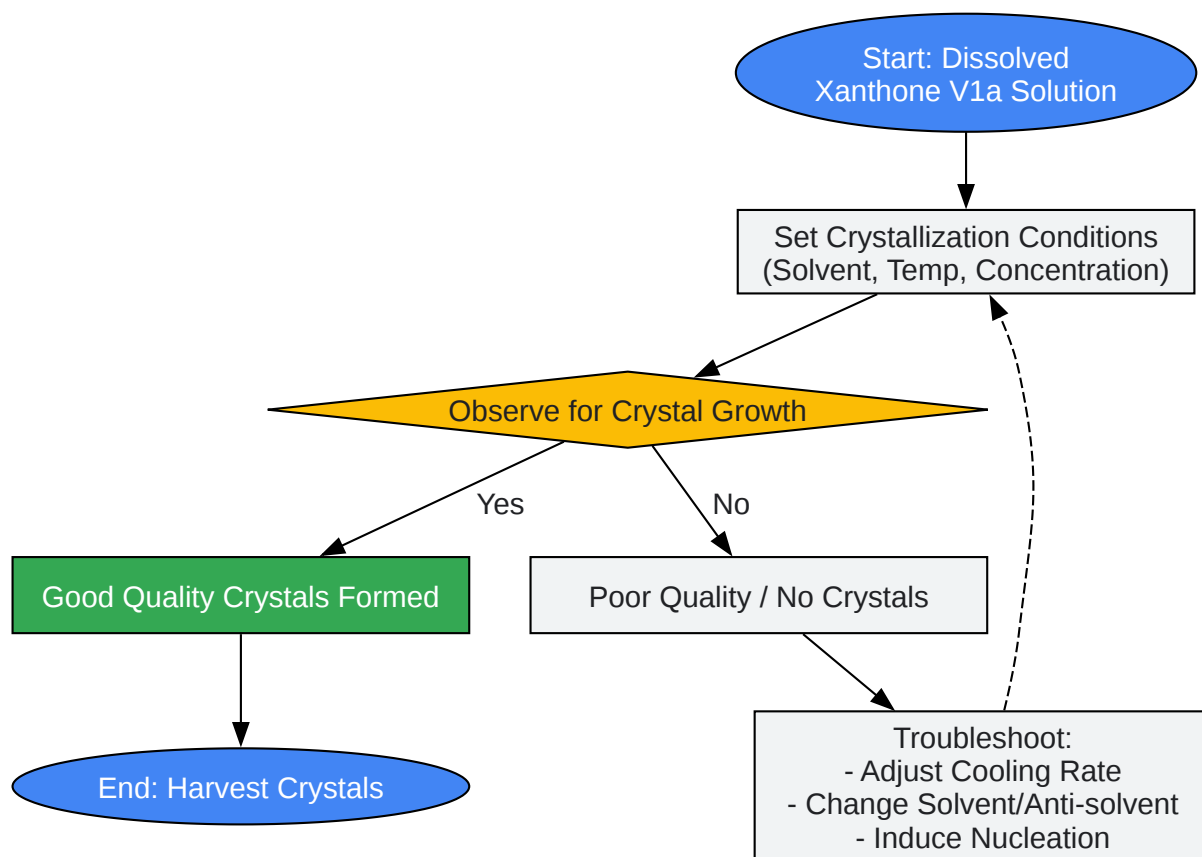 Start: Dissolved
Xanthone V1a Solution
Set Crystallization Conditions
(Solvent, Temp, Concentration)
Observe for Crystal Growth
Yes
No
Good Quality Crystals Formed
Poor Quality / No Crystals
End: Harvest Crystals
Troubleshoot:
- Adjust Cooling Rate
- Change Solvent/Anti-solvent
- Induce Nucleation